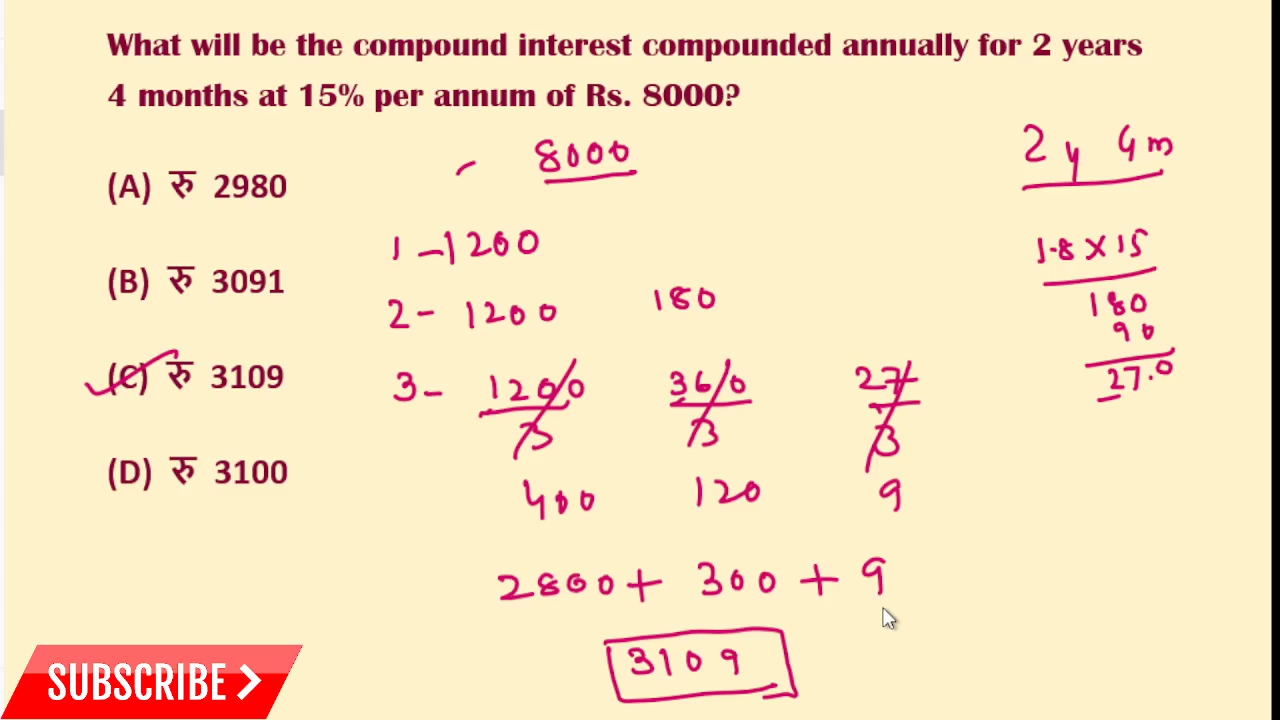 What will be the compound interest compounded annually for 2 years
4 months at 15% per annum of Rs. 8000?
8000
2 y 4 m
(A) रु 2980
1 - 1200
1.8 X 15
(B) रु 3091
2 - 1200 180
180
90
27.0
(C) रु 3109
3 - 1200 360 27
3 3 3
(D) रु 3100
400 120 9
2800 + 300 + 9
3109
SUBSCRIBE